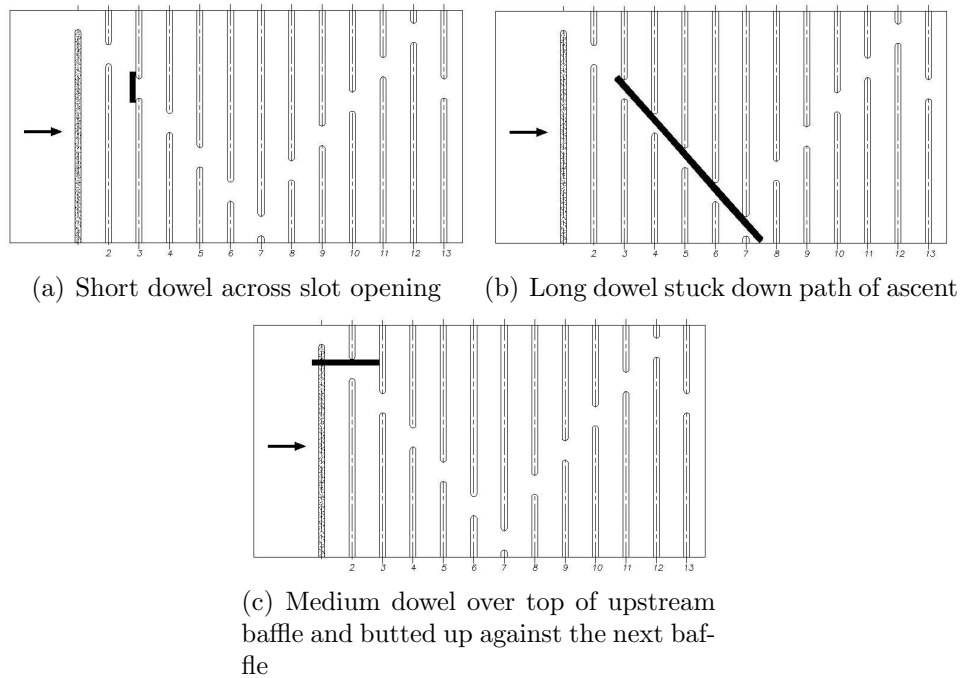 2 3 4 5 6 7 8 9 10 11 12 13
2 3 4 5 6 7 8 9 10 11 12 13
(a) Short dowel across slot opening
(b) Long dowel stuck down path of ascent
2 3 4 5 6 7 8 9 10 11 12 13
(c) Medium dowel over top of upstream
baffle and butted up against the next baf-
fle